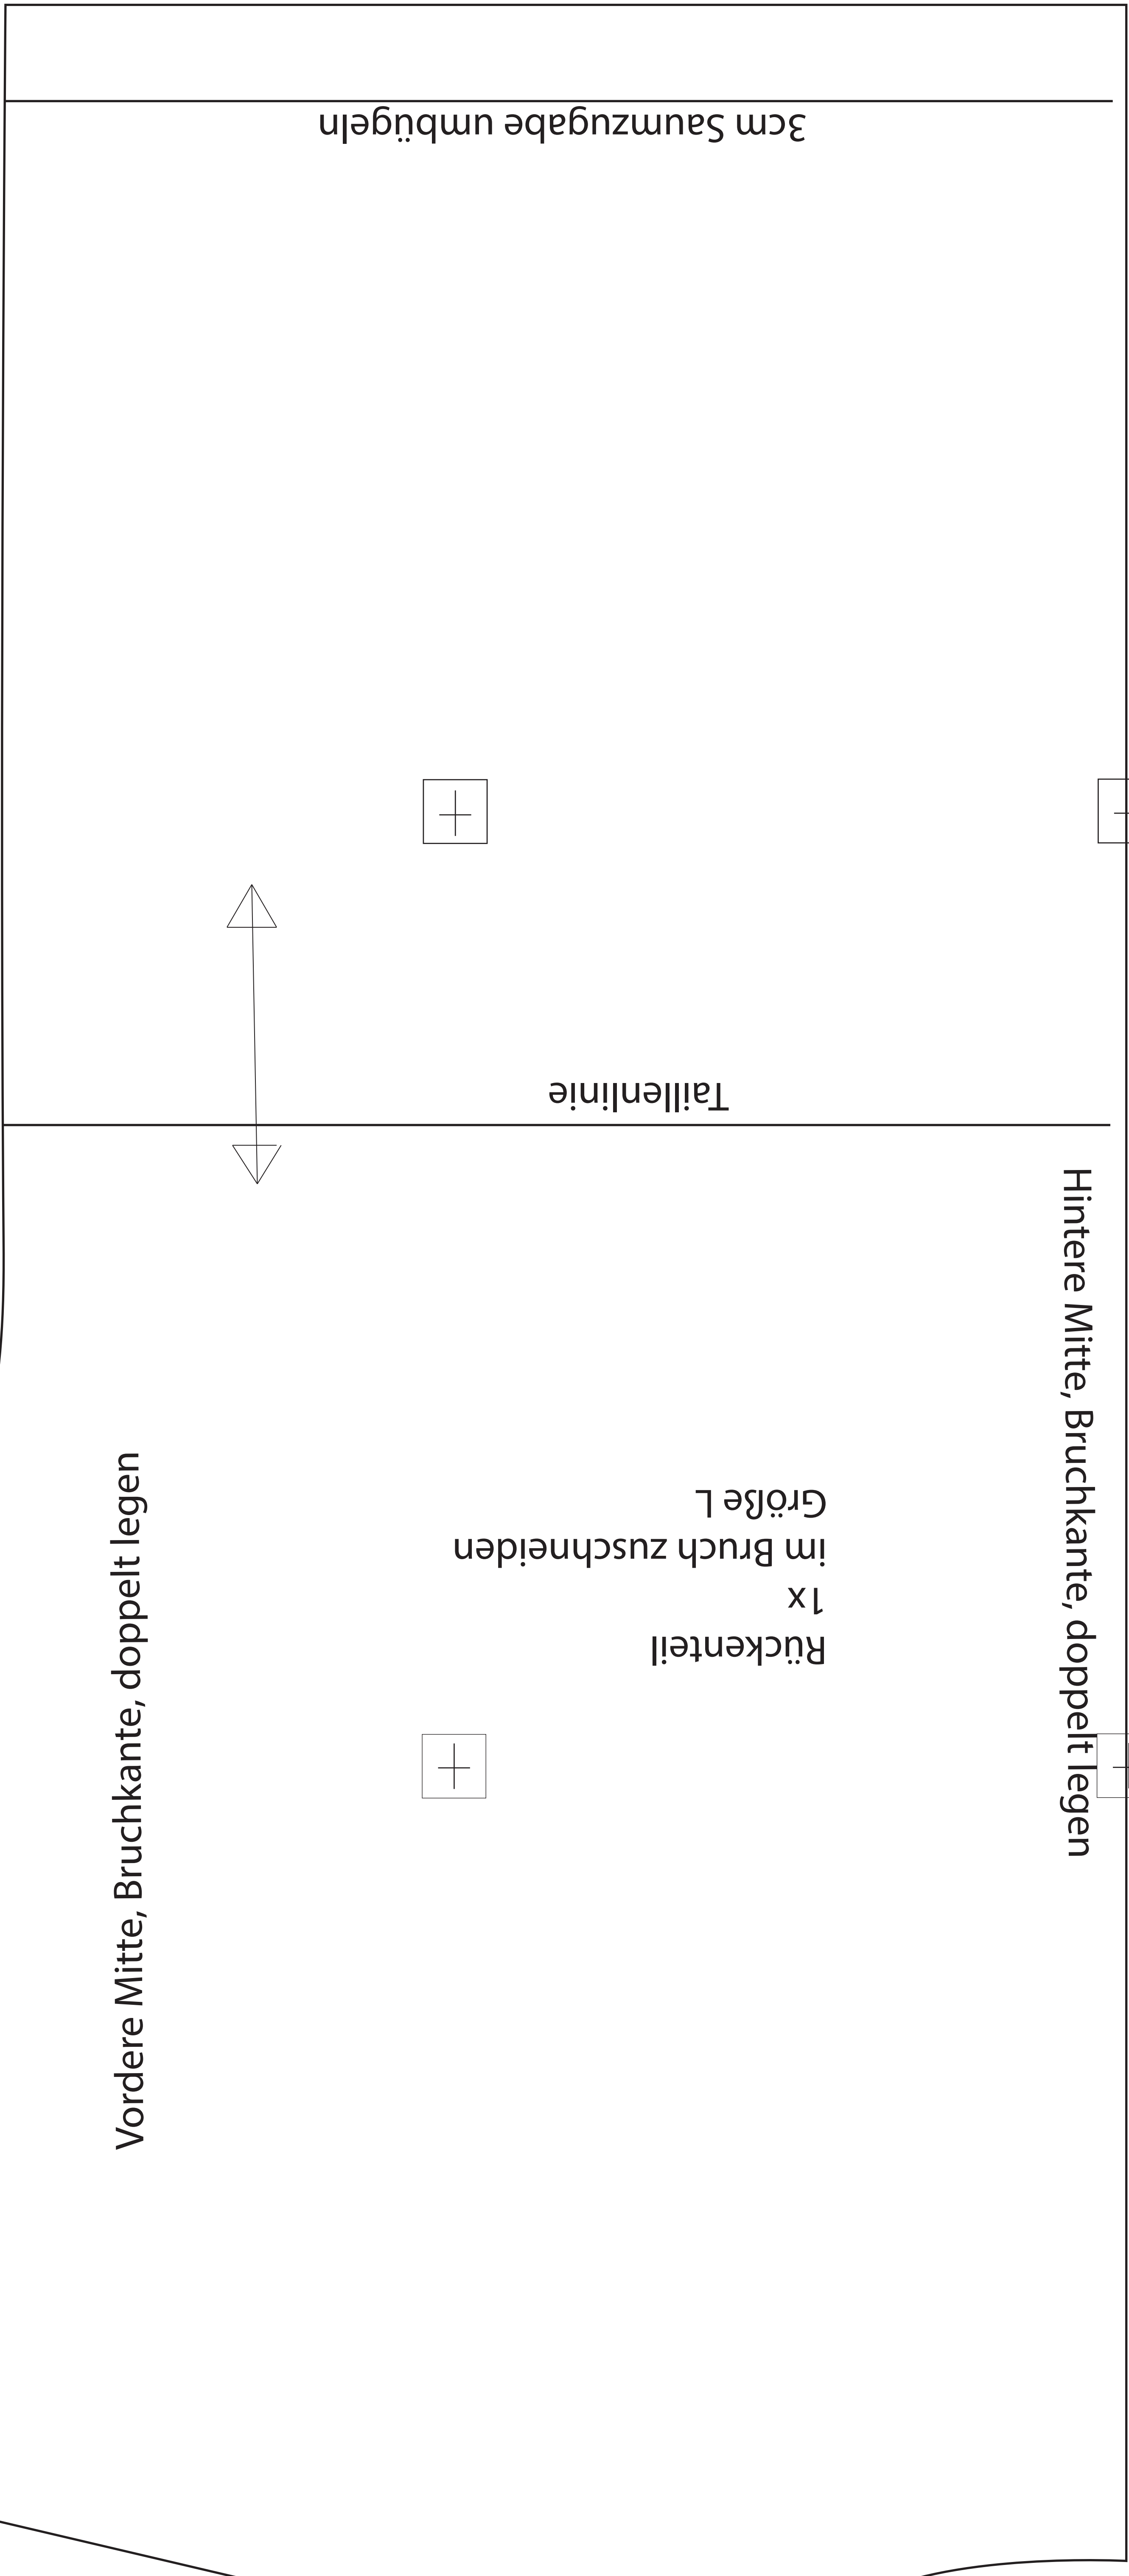 3cm Saumzugabe umbügeln
Taillenlinie
Hintere Mitte, Bruchkante, doppelt legen
Vordere Mitte, Bruchkante, doppelt legen
Rückenteil
1x
im Bruch zuschneiden
Größe L